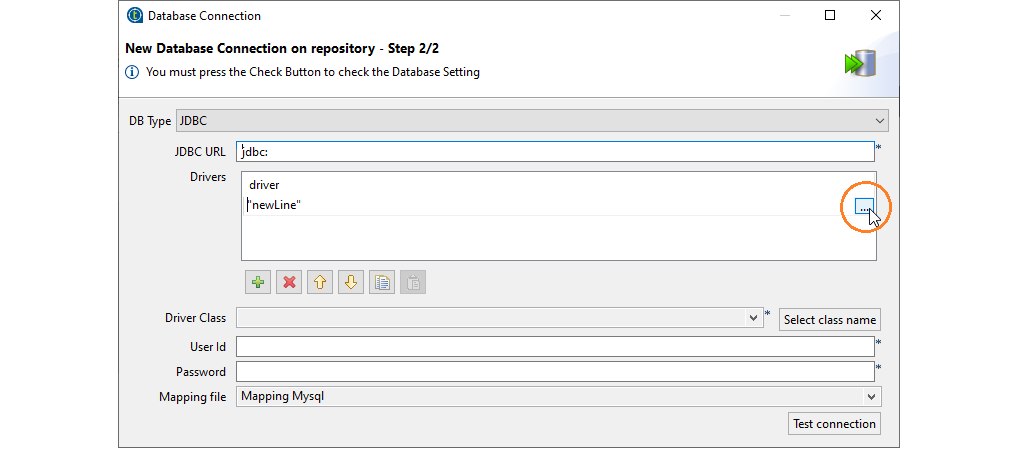 Database Connection
New Database Connection on repository - Step 2/2
You must press the Check Button to check the Database Setting
DB Type JDBC
JDBC URL jdbc: *
Drivers
driver
"newLine" ...
Driver Class * Select class name
User Id *
Password *
Mapping file Mapping Mysql
Test connection